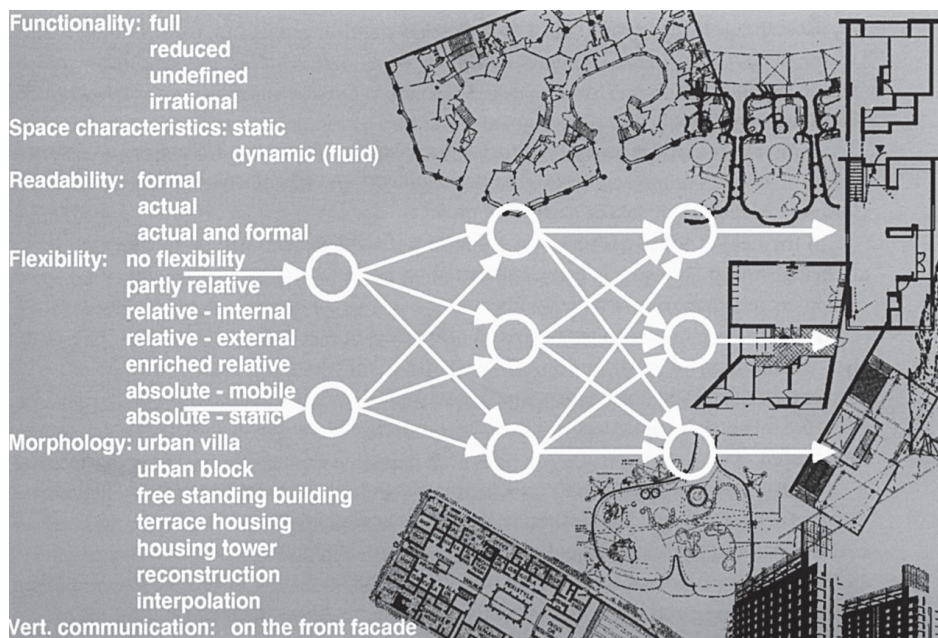 Functionality: full
reduced
undefined
irrational
Space characteristics: static
dynamic (fluid)
Readability: formal
actual
actual and formal
Flexibility: no flexibility
partly relative
relative - internal
relative - external
enriched relative
absolute - mobile
absolute - static
Morphology: urban villa
urban block
free standing building
terrace housing
housing tower
reconstruction
interpolation
Vert. communication: on the front facade